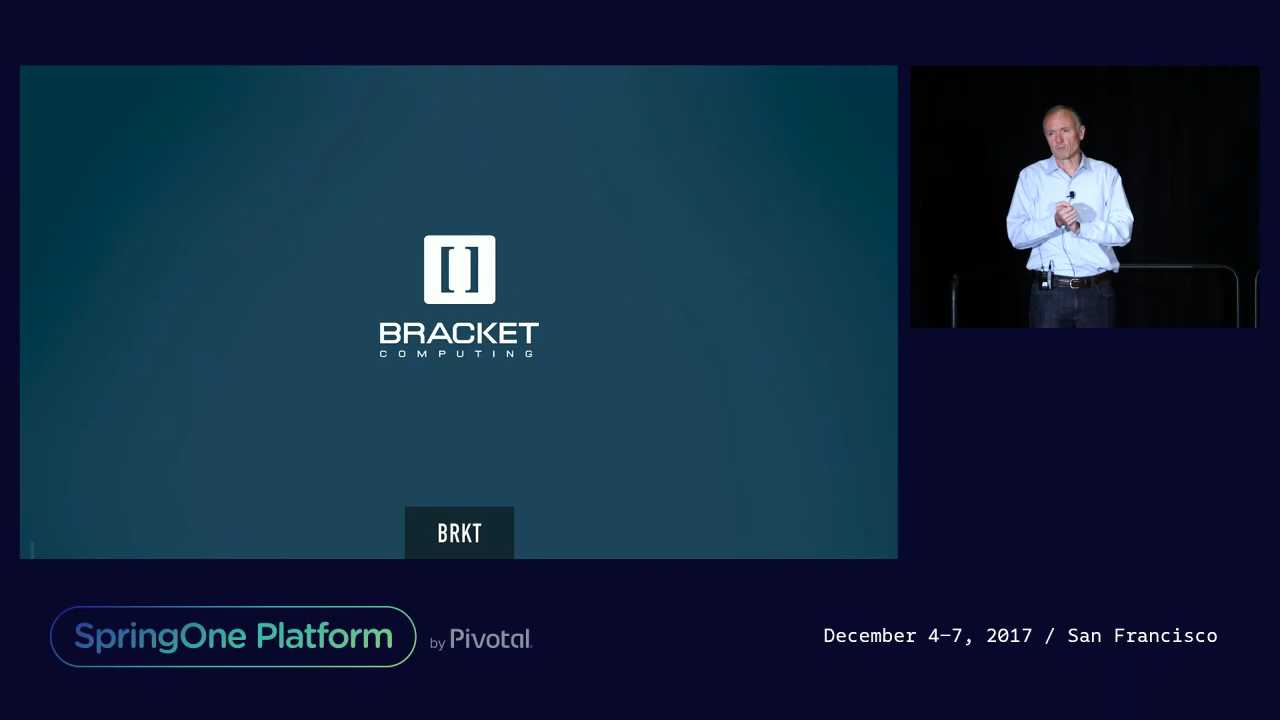 BRACKET
COMPUTING
BRKT
SpringOne Platform
by Pivotal
December 4–7, 2017 / San Francisco